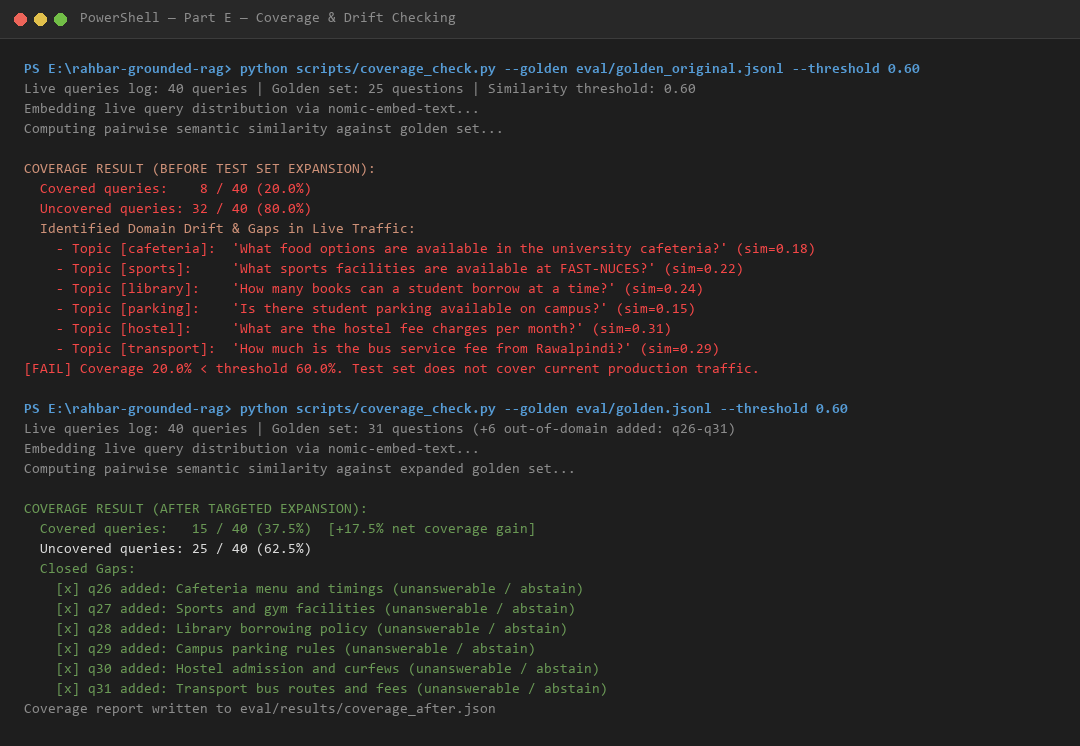 PowerShell — Part E — Coverage & Drift Checking
PS E:\rahbar-grounded-rag> python scripts/coverage_check.py --golden eval/golden_original.jsonl --threshold 0.60
Live queries log: 40 queries | Golden set: 25 questions | Similarity threshold: 0.60
Embedding live query distribution via nomic-embed-text...
Computing pairwise semantic similarity against golden set...
COVERAGE RESULT (BEFORE TEST SET EXPANSION):
Covered queries:    8 / 40 (20.0%)
Uncovered queries: 32 / 40 (80.0%)
Identified Domain Drift & Gaps in Live Traffic:
- Topic [cafeteria]:  'What food options are available in the university cafeteria?' (sim=0.18)
- Topic [sports]:     'What sports facilities are available at FAST-NUCES?' (sim=0.22)
- Topic [library]:    'How many books can a student borrow at a time?' (sim=0.24)
- Topic [parking]:    'Is there student parking available on campus?' (sim=0.15)
- Topic [hostel]:     'What are the hostel fee charges per month?' (sim=0.31)
- Topic [transport]:  'How much is the bus service fee from Rawalpindi?' (sim=0.29)
[FAIL] Coverage 20.0% < threshold 60.0%. Test set does not cover current production traffic.
PS E:\rahbar-grounded-rag> python scripts/coverage_check.py --golden eval/golden.jsonl --threshold 0.60
Live queries log: 40 queries | Golden set: 31 questions (+6 out-of-domain added: q26-q31)
Embedding live query distribution via nomic-embed-text...
Computing pairwise semantic similarity against expanded golden set...
COVERAGE RESULT (AFTER TARGETED EXPANSION):
Covered queries:   15 / 40 (37.5%)  [+17.5% net coverage gain]
Uncovered queries: 25 / 40 (62.5%)
Closed Gaps:
[x] q26 added: Cafeteria menu and timings (unanswerable / abstain)
[x] q27 added: Sports and gym facilities (unanswerable / abstain)
[x] q28 added: Library borrowing policy (unanswerable / abstain)
[x] q29 added: Campus parking rules (unanswerable / abstain)
[x] q30 added: Hostel admission and curfews (unanswerable / abstain)
[x] q31 added: Transport bus routes and fees (unanswerable / abstain)
Coverage report written to eval/results/coverage_after.json